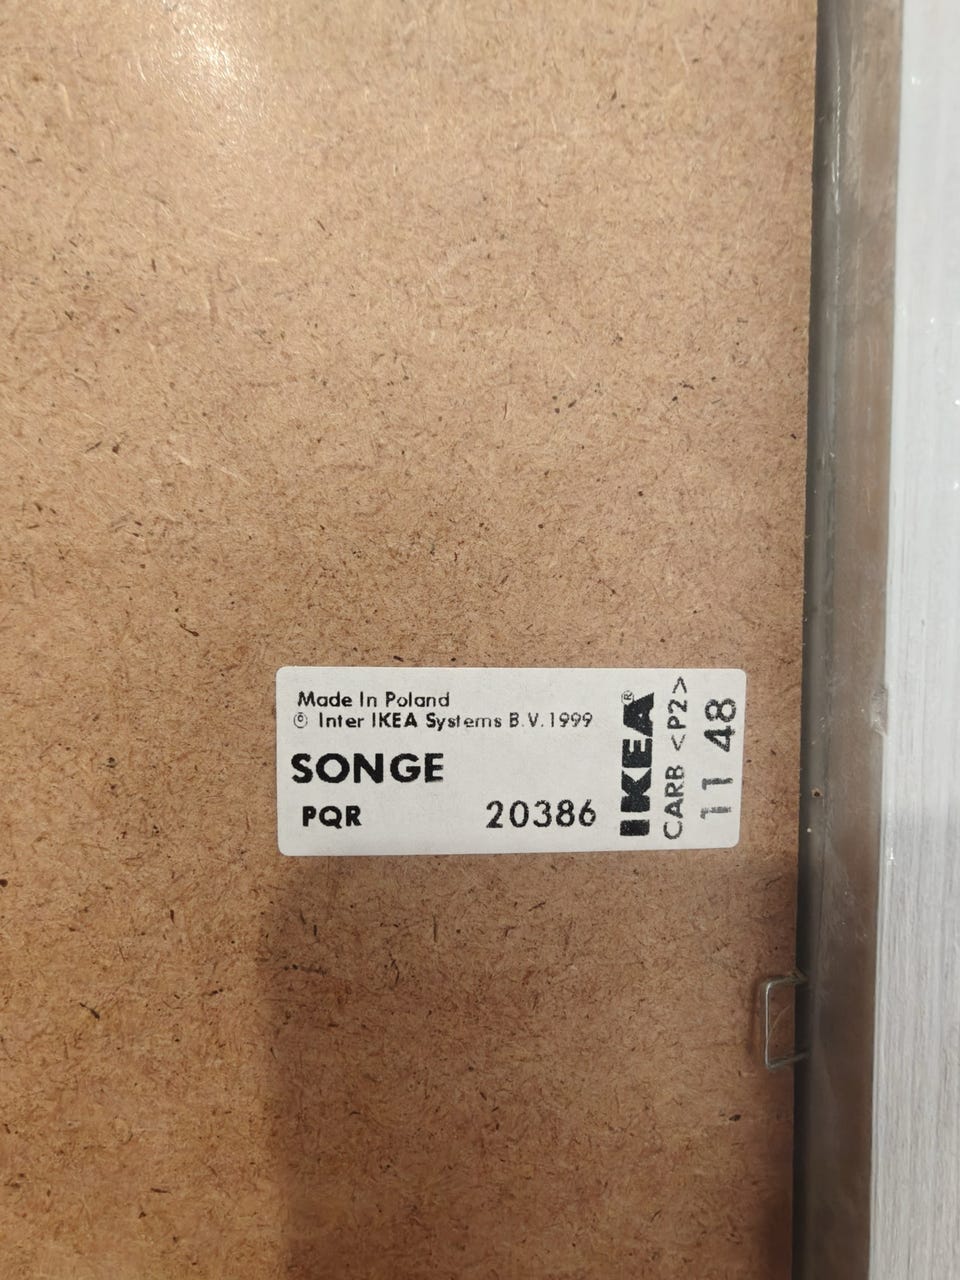 Made In Poland
© Inter IKEA Systems B.V. 1999
SONGE
PQR 20386
IKEA®
CARB <P2>
11 48